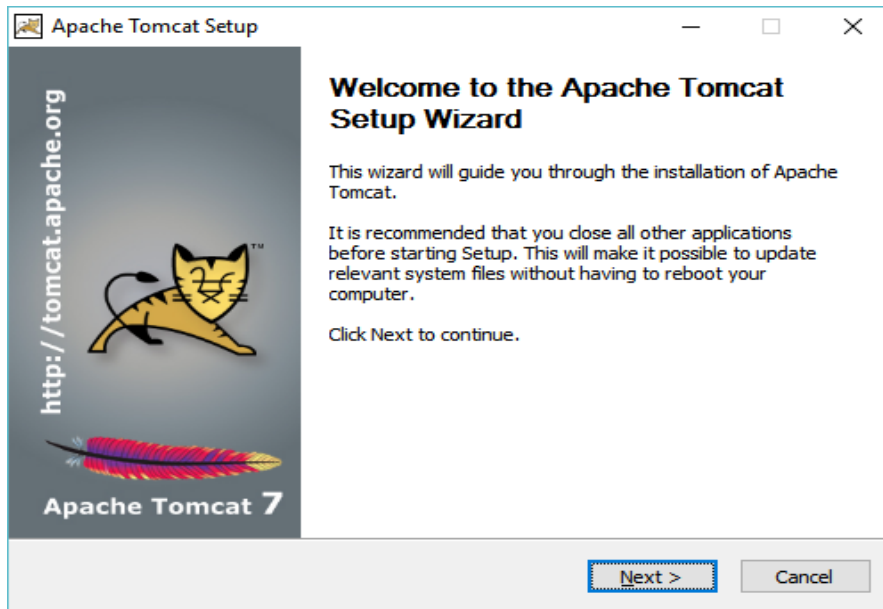 Apache Tomcat Setup
http://tomcat.apache.org
TM
Apache Tomcat 7
Welcome to the Apache Tomcat
Setup Wizard
This wizard will guide you through the installation of Apache
Tomcat.
It is recommended that you close all other applications
before starting Setup. This will make it possible to update
relevant system files without having to reboot your
computer.
Click Next to continue.
Next >
Cancel